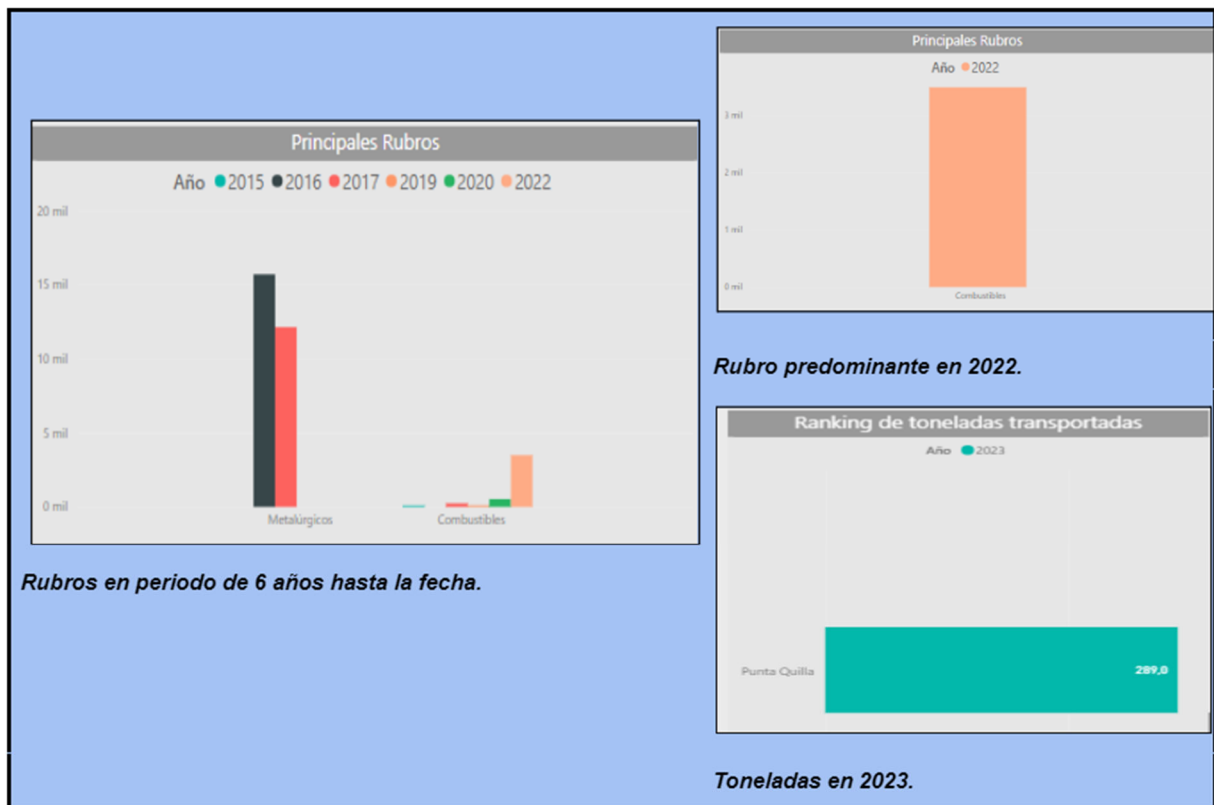 Principales Rubros
Año 2015 2016 2017 2019 2020 2022
20 mil
15 mil
10 mil
5 mil
0 mil
Metalúrgicos Combustibles
Rubros en periodo de 6 años hasta la fecha.
Principales Rubros
Año 2022
3 mil
2 mil
1 mil
0 mil
Combustibles
Rubro predominante en 2022.
Ranking de toneladas transportadas
Año 2023
Punta Quilla 289,0
Toneladas en 2023.